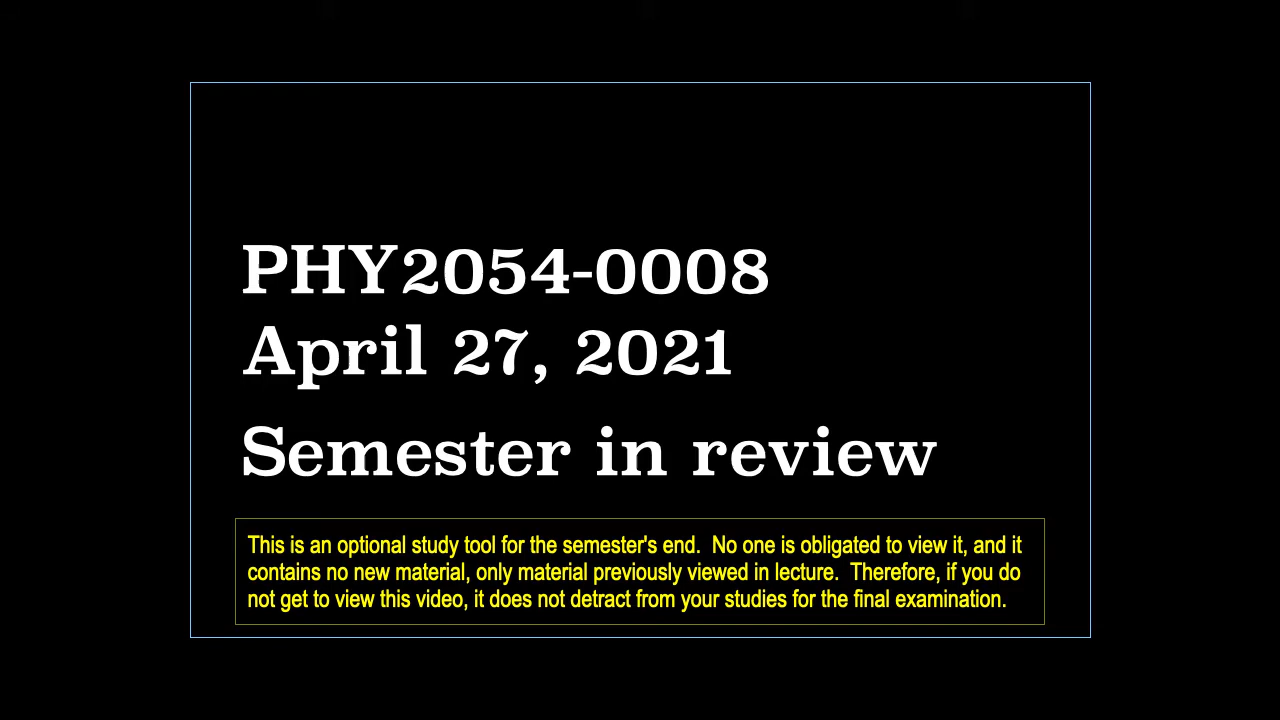 PHY2054-0008
April 27, 2021
Semester in review
This is an optional study tool for the semester's end.  No one is obligated to view it, and it
contains no new material, only material previously viewed in lecture.  Therefore, if you do
not get to view this video, it does not detract from your studies for the final examination.